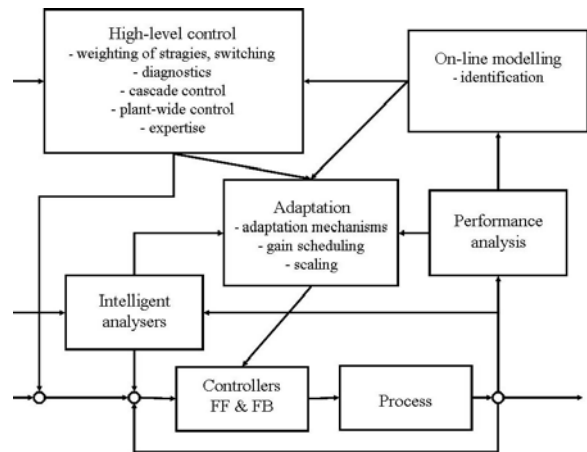 High-level control
- weighting of stragies, switching
- diagnostics
- cascade control
- plant-wide control
- expertise
On-line modelling
- identification
Adaptation
- adaptation mechanisms
- gain scheduling
- scaling
Performance
analysis
Intelligent
analysers
Controllers
FF & FB
Process